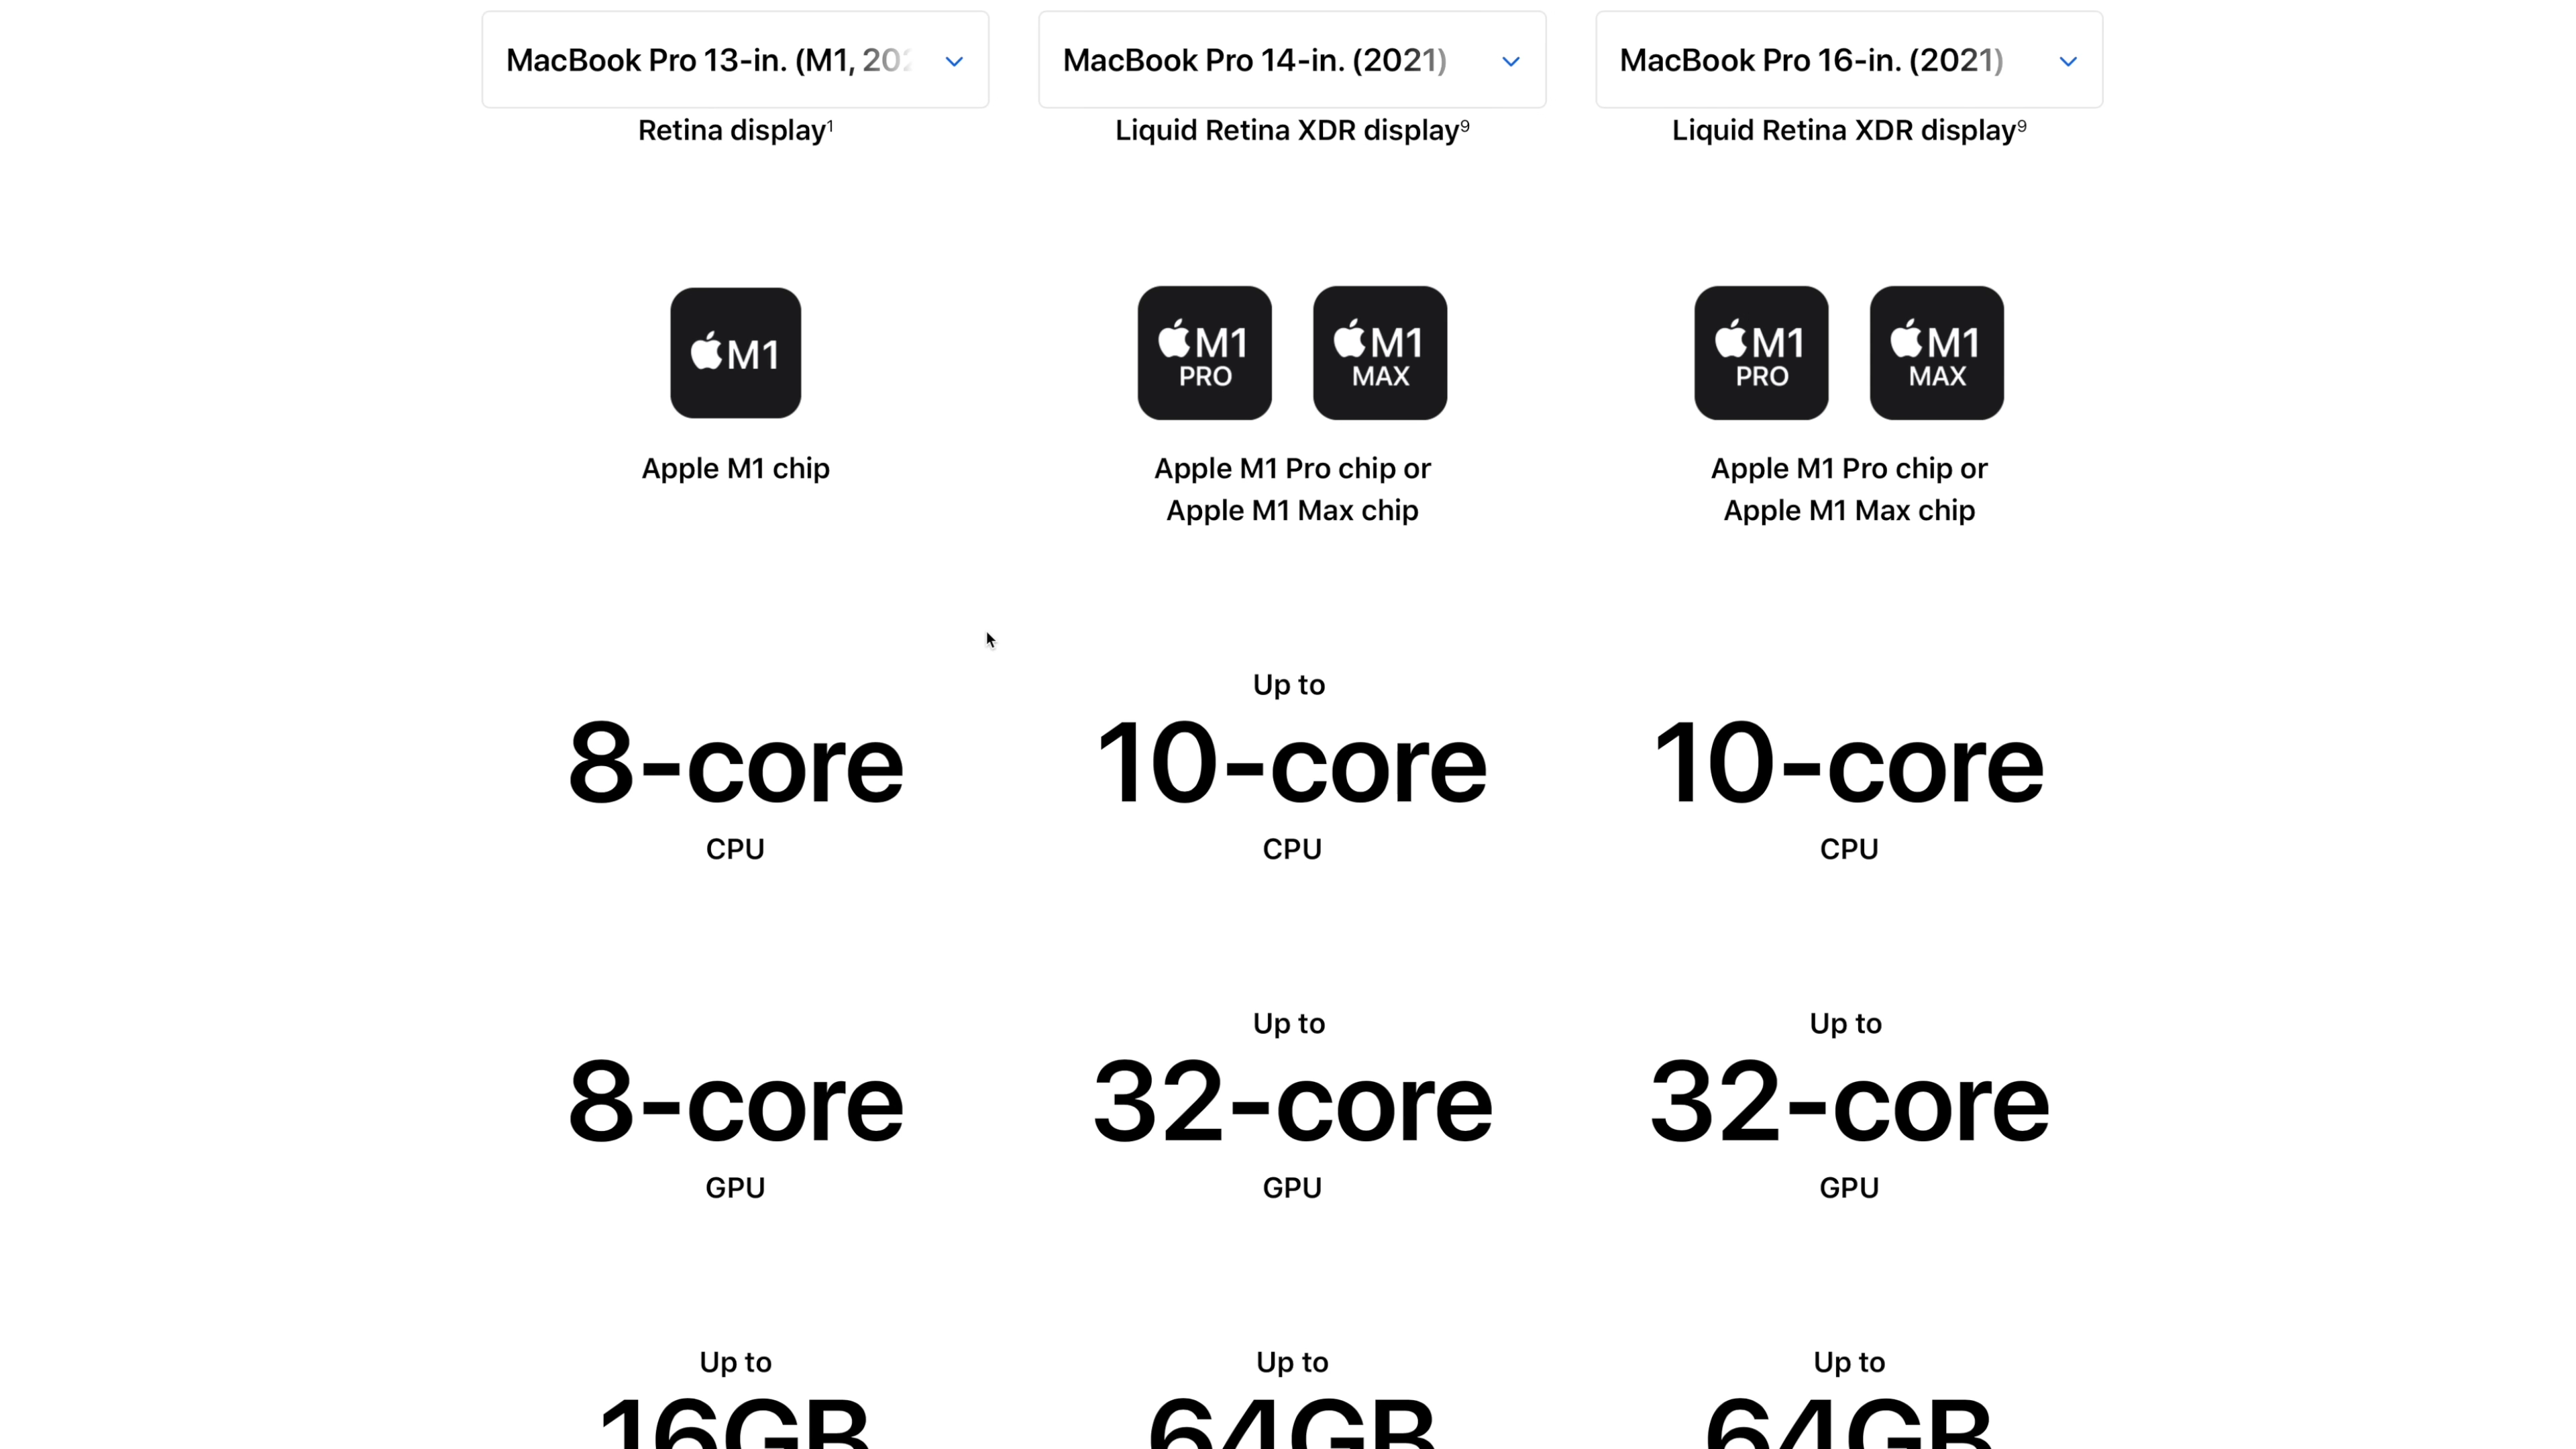 MacBook Pro 13-in. (M1, 202
MacBook Pro 14-in. (2021)
MacBook Pro 16-in. (2021)
Retina display¹
Liquid Retina XDR display⁹
Liquid Retina XDR display⁹
M1
M1
PRO
M1
MAX
M1
PRO
M1
MAX
Apple M1 chip
Apple M1 Pro chip or
Apple M1 Max chip
Apple M1 Pro chip or
Apple M1 Max chip
8-core
CPU
Up to
10-core
CPU
10-core
CPU
8-core
GPU
Up to
32-core
GPU
Up to
32-core
GPU
Up to
16GB
Up to
64GB
Up to
64GB